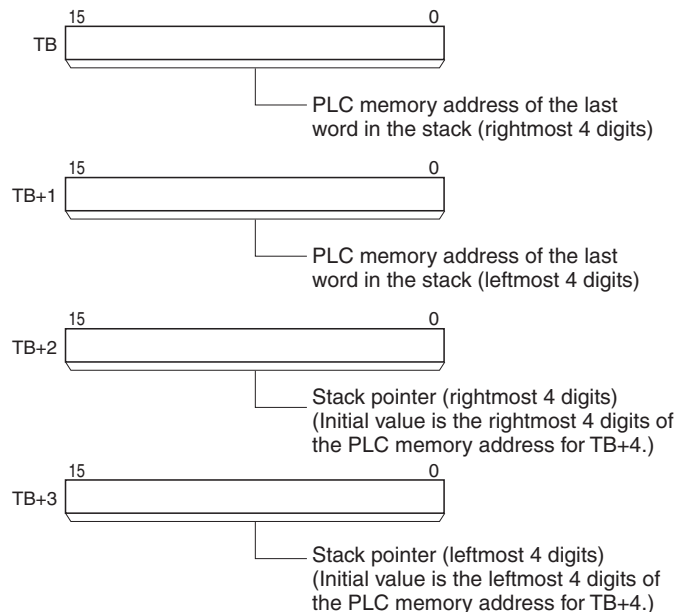 15 0
TB
PLC memory address of the last
word in the stack (rightmost 4 digits)
15 0
TB+1
PLC memory address of the last
word in the stack (leftmost 4 digits)
15 0
TB+2
Stack pointer (rightmost 4 digits)
(Initial value is the rightmost 4 digits of
the PLC memory address for TB+4.)
15 0
TB+3
Stack pointer (leftmost 4 digits)
(Initial value is the leftmost 4 digits of
the PLC memory address for TB+4.)